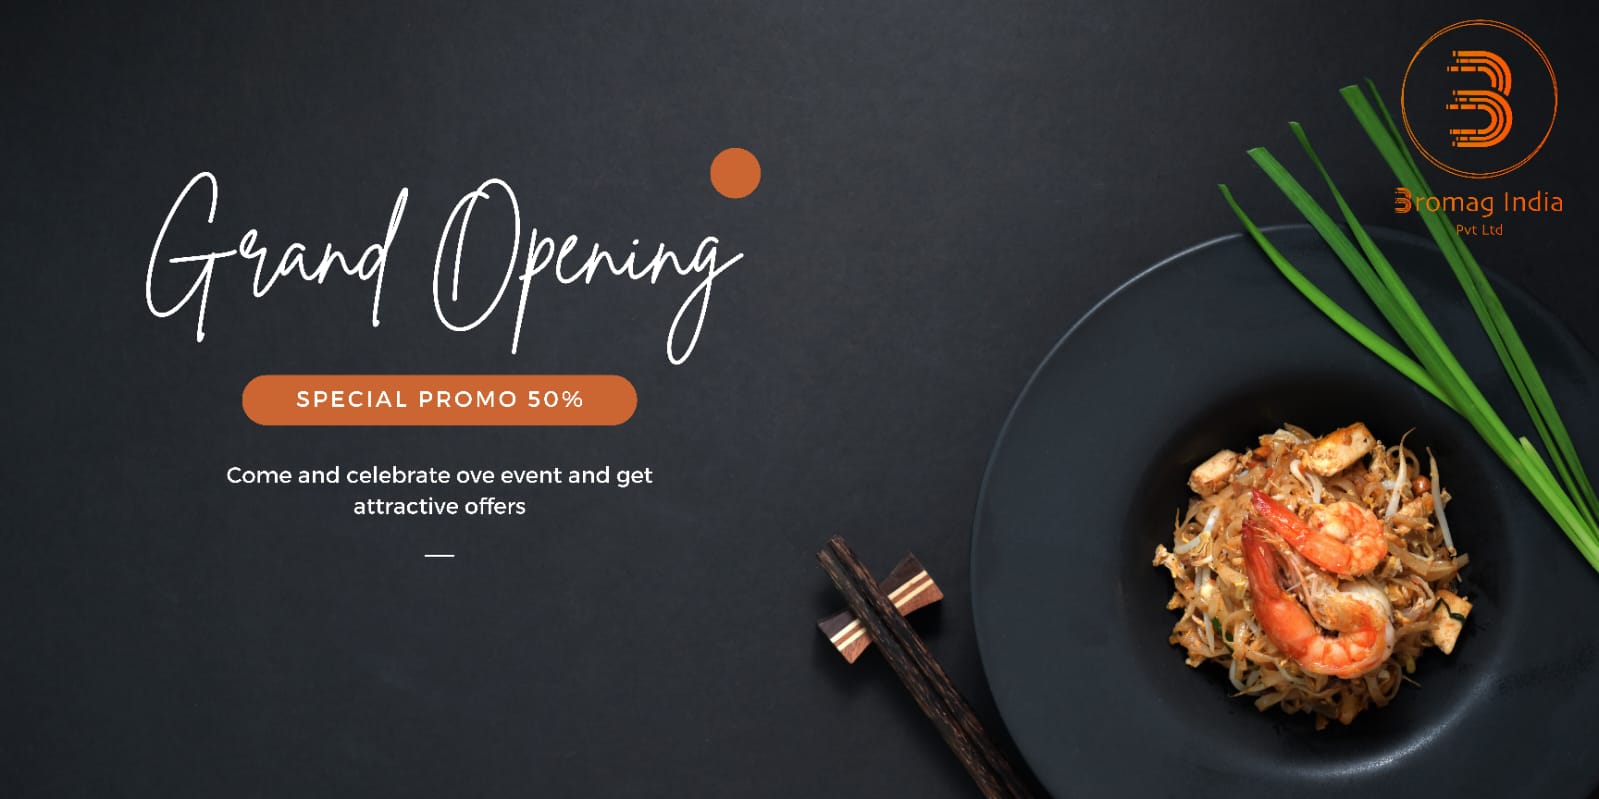 Grand Opening
SPECIAL PROMO 50%
Come and celebrate ove event and get
attractive offers
Bromag India
Pvt Ltd